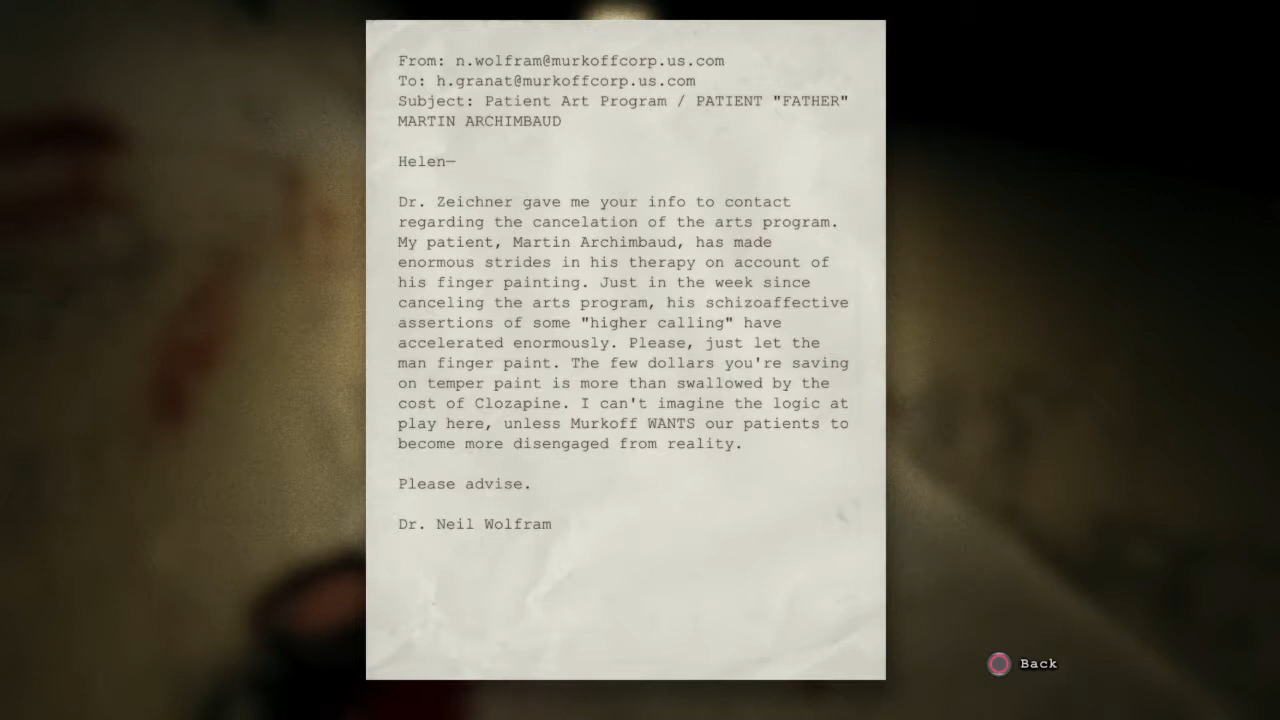 From: n.wolfram@murkoffcorp.us.com
To: h.granat@murkoffcorp.us.com
Subject: Patient Art Program / PATIENT "FATHER"
MARTIN ARCHIMBAUD
Helen—
Dr. Zeichner gave me your info to contact
regarding the cancelation of the arts program.
My patient, Martin Archimbaud, has made
enormous strides in his therapy on account of
his finger painting. Just in the week since
canceling the arts program, his schizoaffective
assertions of some "higher calling" have
accelerated enormously. Please, just let the
man finger paint. The few dollars you're saving
on temper paint is more than swallowed by the
cost of Clozapine. I can't imagine the logic at
play here, unless Murkoff WANTS our patients to
become more disengaged from reality.
Please advise.
Dr. Neil Wolfram
Back